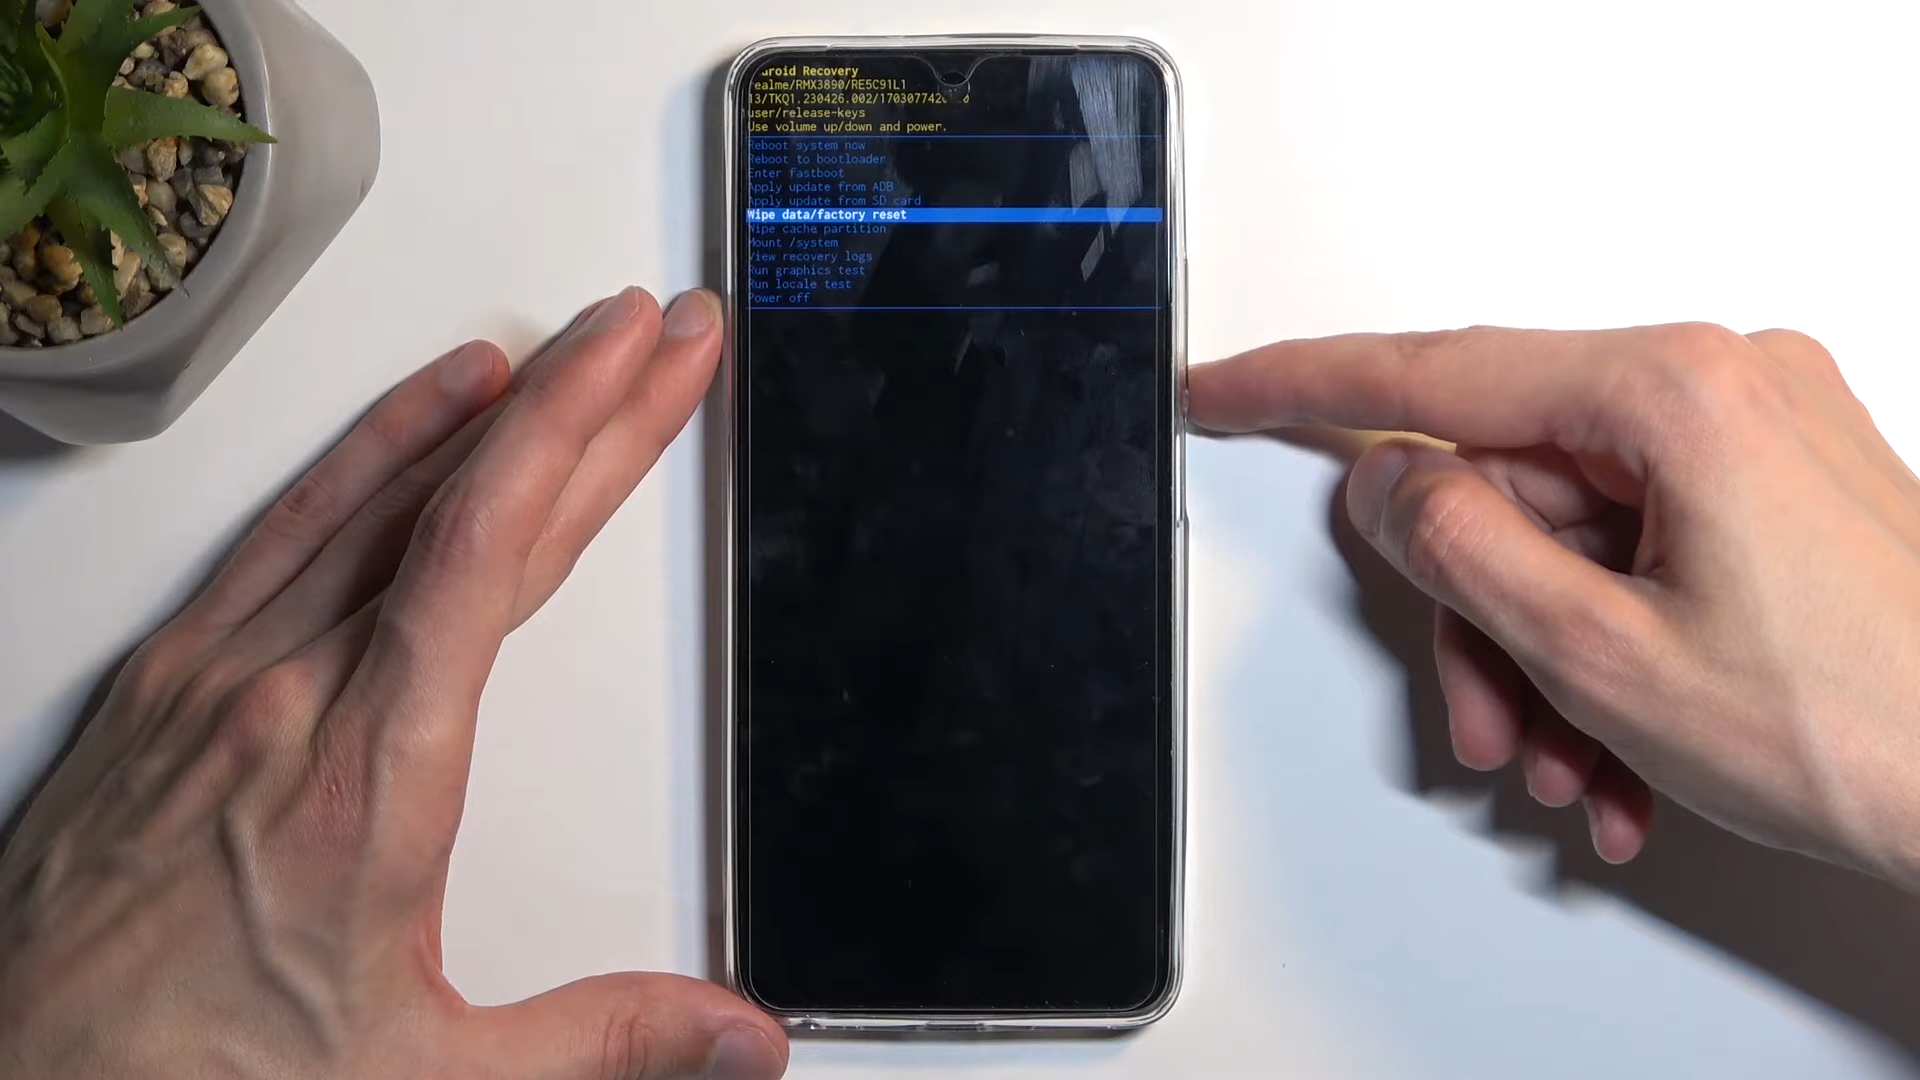 Android Recovery
realme/RMX3890/RE5C91L1
13/TKQ1.230426.002/170307742
user/release-keys
Use volume up/down and power.
Reboot system now
Reboot to bootloader
Enter fastboot
Apply update from ADB
Apply update from SD card
Wipe data/factory reset
Wipe cache partition
Mount /system
View recovery logs
Run graphics test
Run locale test
Power off